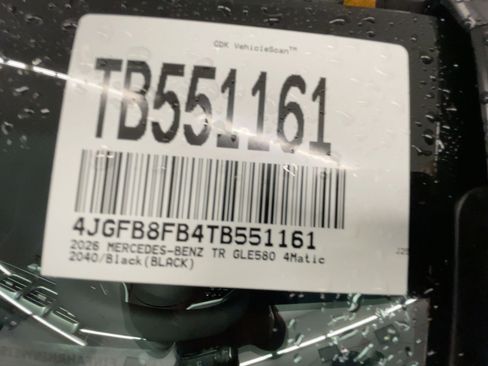 CDK VehicleScan™
TB551161
4JGFB8FB4TB551161
2026 MERCEDES-BENZ TR GLE580 4Matic
2040/Black(BLACK)